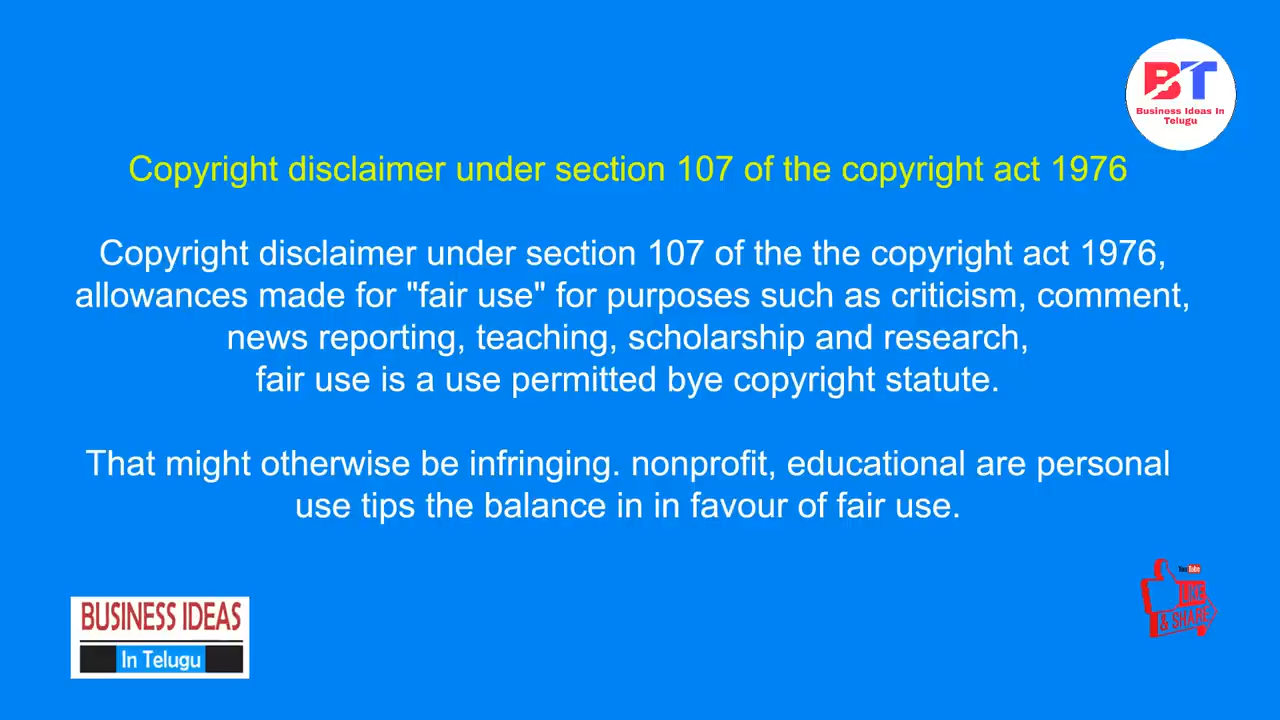 BT
Business Ideas In
Telugu
Copyright disclaimer under section 107 of the copyright act 1976
Copyright disclaimer under section 107 of the the copyright act 1976,
allowances made for "fair use" for purposes such as criticism, comment,
news reporting, teaching, scholarship and research,
fair use is a use permitted bye copyright statute.
That might otherwise be infringing. nonprofit, educational are personal
use tips the balance in in favour of fair use.
YouTube
LIKE
& SHARE
BUSINESS IDEAS
In Telugu